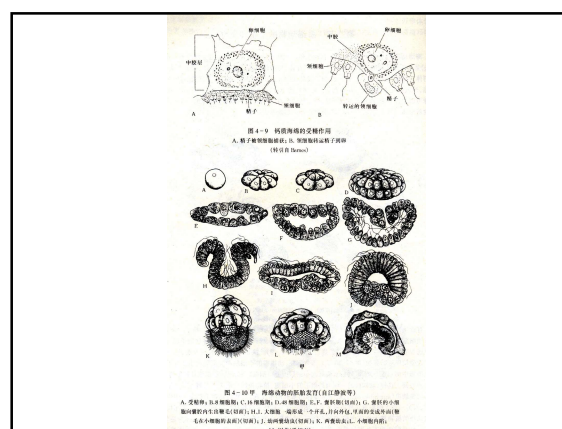 卵细胞
中胶层
领细胞
精子
A
中胶
卵细胞
领细胞
精子
转运的领细胞
B
图 4-9 钙质海绵的受精作用
A. 精子被领细胞捕获；B. 领细胞转运精子到卵
(转引自 Barnes)
A
B
C
D
E
F
G
H
I
J
K
L
M
甲
图 4-10 甲 海绵动物的胚胎发育(自江静波等)
A. 受精卵；B. 8 细胞期；C. 16 细胞期；D. 48 细胞期；E、F. 囊胚期(切面)；G. 囊胚的小细
胞向囊腔内生出鞭毛(切面)；H、I. 大细胞一端形成一个开孔，并向外包，里面的变成外面(鞭
毛在小细胞的表面)(切面)；J. 幼两囊幼虫(切面)；K. 两囊幼虫；L. 小细胞内陷；